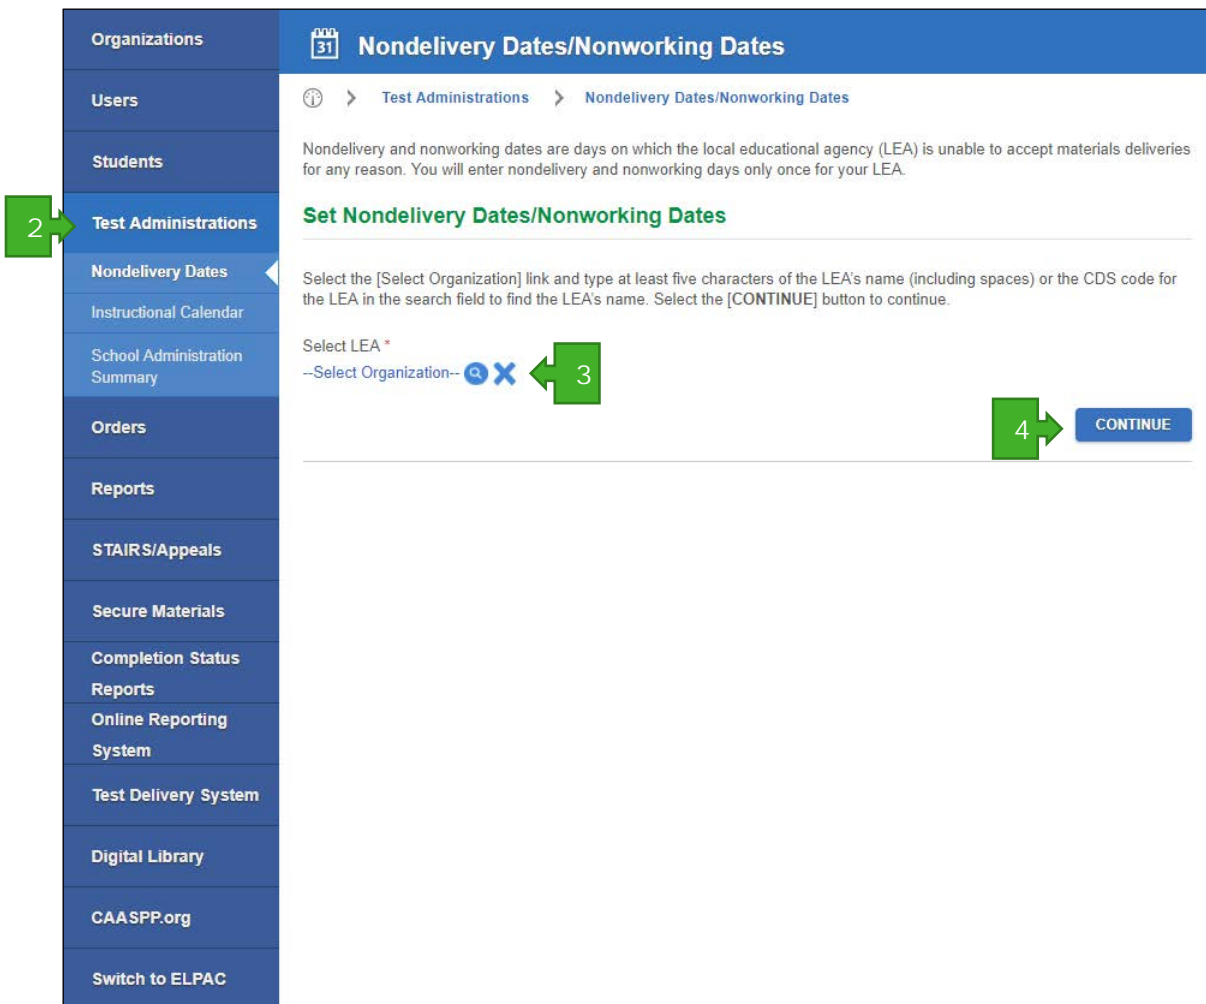 Organizations
Users
Students
Test Administrations
Nondelivery Dates
Instructional Calendar
School Administration
Summary
Orders
Reports
STAIRS/Appeals
Secure Materials
Completion Status
Reports
Online Reporting
System
Test Delivery System
Digital Library
CAASPP.org
Switch to ELPAC
2
31
Nondelivery Dates/Nonworking Dates
> Test Administrations > Nondelivery Dates/Nonworking Dates
Nondelivery and nonworking dates are days on which the local educational agency (LEA) is unable to accept materials deliveries
for any reason. You will enter nondelivery and nonworking days only once for your LEA.
Set Nondelivery Dates/Nonworking Dates
Select the [Select Organization] link and type at least five characters of the LEA's name (including spaces) or the CDS code for
the LEA in the search field to find the LEA's name. Select the [CONTINUE] button to continue.
Select LEA *
--Select Organization--
3
4
CONTINUE